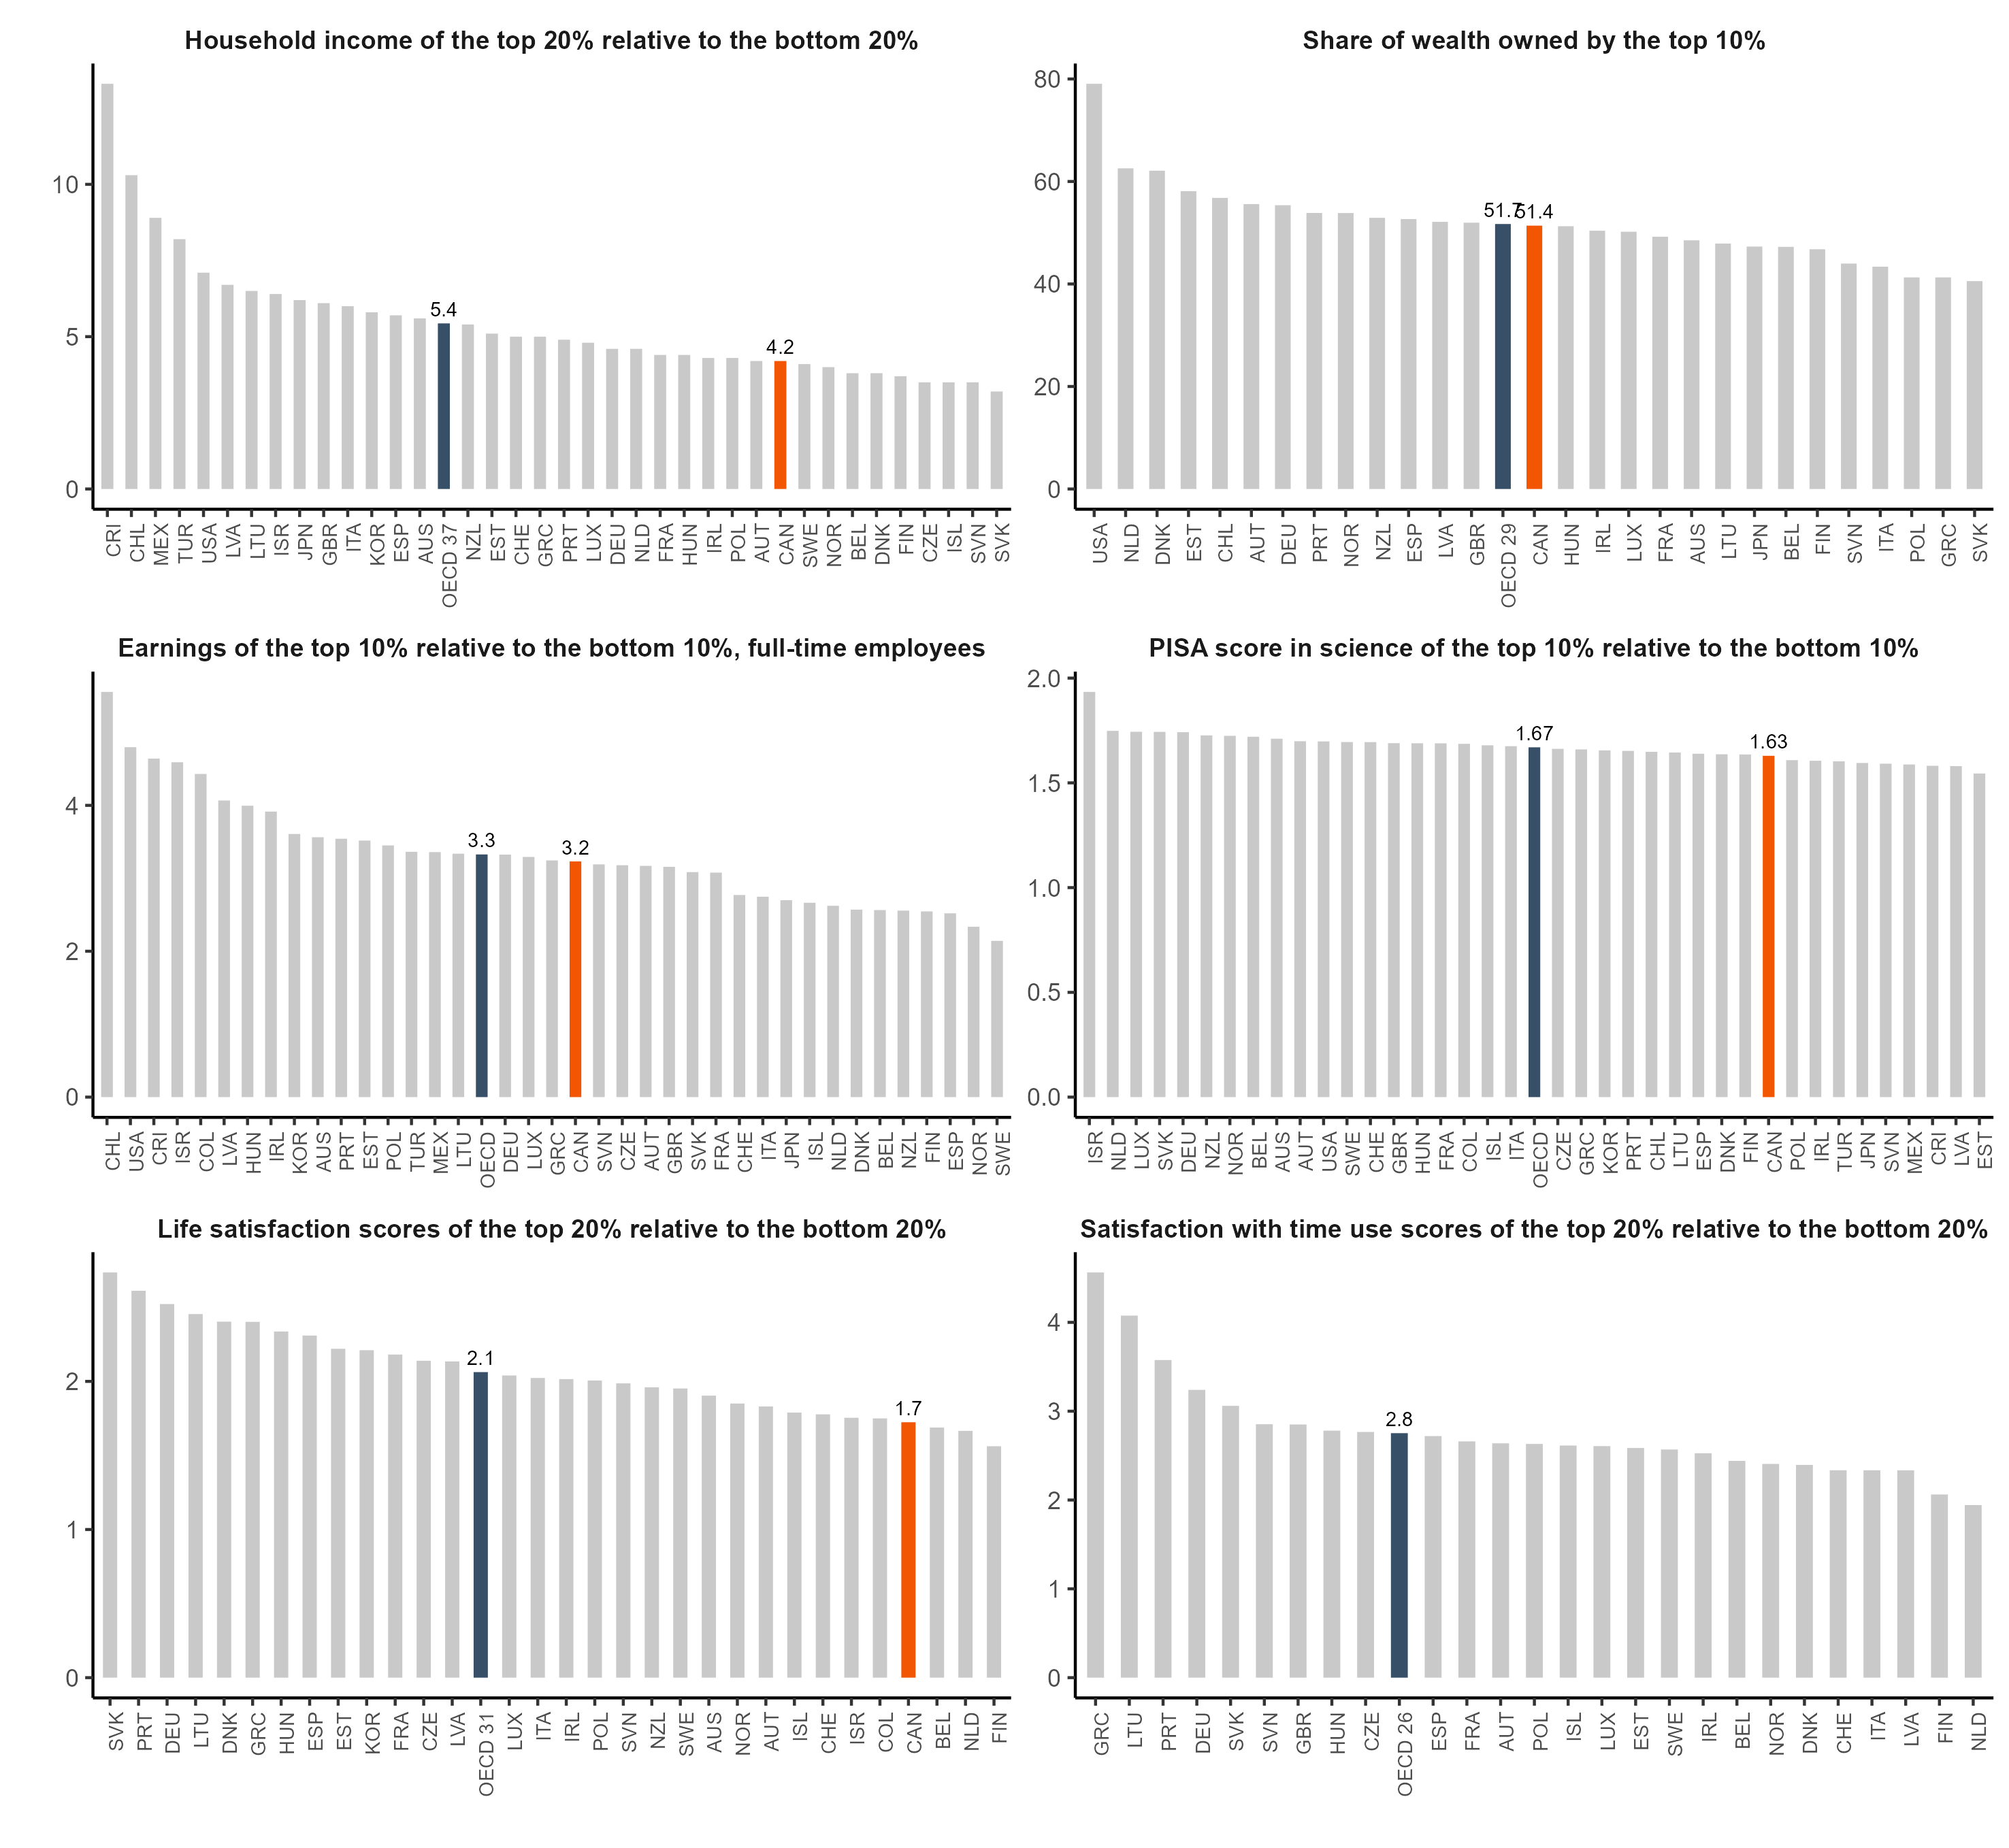 Household income of the top 20% relative to the bottom 20%
10
5
0
5.4
4.2
CRI CHL MEX TUR USA LVA LTU ISR JPN GBR ITA KOR ESP AUS OECD 37 NZL EST CHE GRC PRT LUX DEU NLD FRA HUN IRL POL AUT CAN SWE NOR BEL DNK FIN CZE ISL SVN SVK
Share of wealth owned by the top 10%
80
60
40
20
0
51.7
51.4
USA NLD DNK EST CHL AUT DEU PRT NOR NZL ESP LVA GBR OECD 29 CAN HUN IRL LUX FRA AUS LTU JPN BEL FIN SVN ITA POL GRC SVK
Earnings of the top 10% relative to the bottom 10%, full-time employees
4
2
0
3.3
3.2
CHL USA CRI ISR COL LVA HUN IRL KOR AUS PRT EST POL TUR MEX LTU OECD DEU LUX GRC CAN SVN CZE AUT GBR SVK FRA CHE ITA JPN ISL NLD DNK BEL NZL FIN ESP NOR SWE
PISA score in science of the top 10% relative to the bottom 10%
2.0
1.5
1.0
0.5
0.0
1.67
1.63
ISR NLD LUX SVK DEU NZL NOR BEL AUS AUT USA SWE CHE GBR HUN FRA COL ISL ITA OECD CZE GRC KOR PRT CHL LTU ESP DNK FIN CAN POL IRL TUR JPN SVN MEX CRI LVA EST
Life satisfaction scores of the top 20% relative to the bottom 20%
2
1
0
2.1
1.7
SVK PRT DEU LTU DNK GRC HUN ESP EST KOR FRA CZE LVA OECD 31 LUX ITA IRL POL SVN NZL SWE AUS NOR AUT ISL CHE ISR COL CAN BEL NLD FIN
Satisfaction with time use scores of the top 20% relative to the bottom 20%
4
3
2
1
0
2.8
GRC LTU PRT DEU SVK SVN GBR HUN CZE OECD 26 ESP FRA AUT POL ISL LUX EST SWE IRL BEL NOR DNK CHE ITA LVA FIN NLD